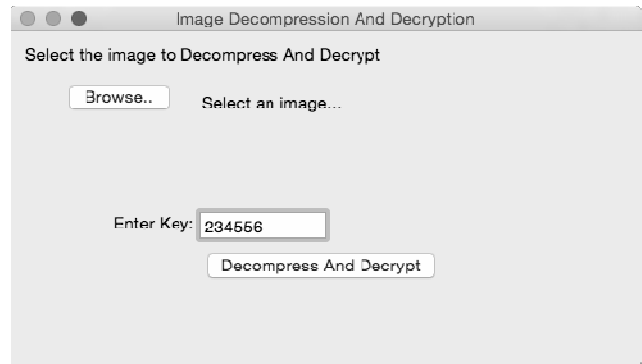 Image Decompression And Decryption
Select the image to Decompress And Decrypt
Browse..
Select an image...
Enter Key: 234556
Decompress And Decrypt